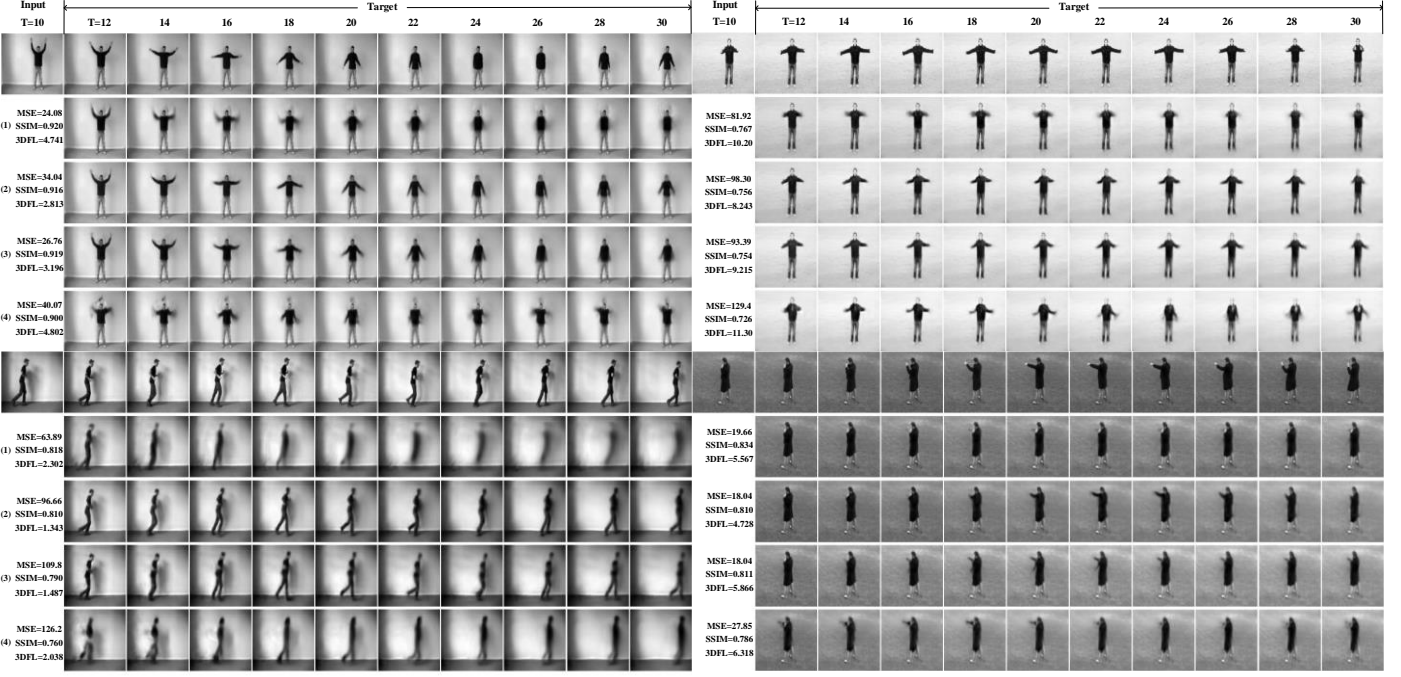 Input Target Input Target
T=10 T=12 14 16 18 20 22 24 26 28 30 T=10 T=12 14 16 18 20 22 24 26 28 30
MSE=24.08
(1) SSIM=0.920
3DFL=4.741
MSE=81.92
SSIM=0.767
3DFL=10.20
MSE=34.04
(2) SSIM=0.916
3DFL=2.813
MSE=98.30
SSIM=0.756
3DFL=8.243
MSE=26.76
(3) SSIM=0.919
3DFL=3.196
MSE=93.39
SSIM=0.754
3DFL=9.215
MSE=40.07
(4) SSIM=0.900
3DFL=4.802
MSE=129.4
SSIM=0.726
3DFL=11.30
MSE=63.89
(1) SSIM=0.818
3DFL=2.302
MSE=19.66
SSIM=0.834
3DFL=5.567
MSE=96.66
(2) SSIM=0.810
3DFL=1.343
MSE=18.04
SSIM=0.810
3DFL=4.728
MSE=109.8
(3) SSIM=0.790
3DFL=1.487
MSE=18.04
SSIM=0.811
3DFL=5.866
MSE=126.2
(4) SSIM=0.760
3DFL=2.038
MSE=27.85
SSIM=0.786
3DFL=6.318